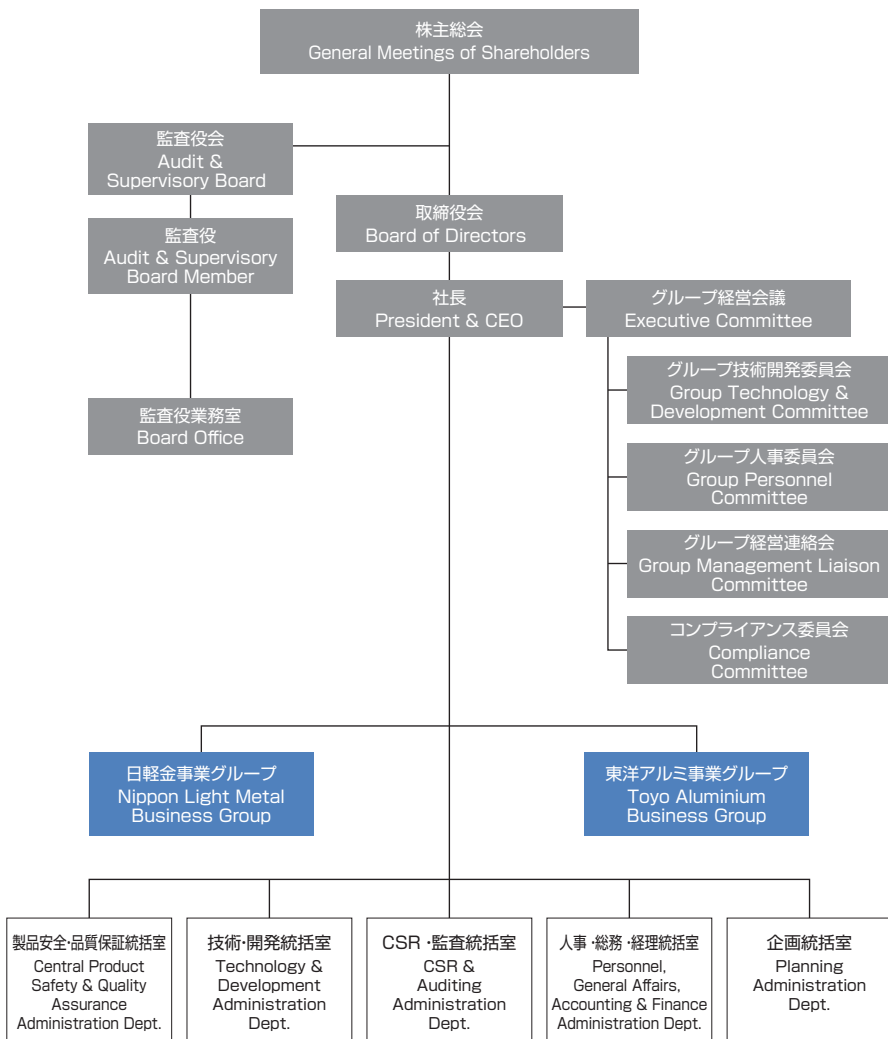 株主総会
General Meetings of Shareholders
監査役会
Audit &
Supervisory Board
取締役会
Board of Directors
監査役
Audit & Supervisory
Board Member
社長
President & CEO
グループ経営会議
Executive Committee
グループ技術開発委員会
Group Technology &
Development Committee
監査役業務室
Board Office
グループ人事委員会
Group Personnel
Committee
グループ経営連絡会
Group Management Liaison
Committee
コンプライアンス委員会
Compliance
Committee
日軽金事業グループ
Nippon Light Metal
Business Group
東洋アルミ事業グループ
Toyo Aluminium
Business Group
製品安全・品質保証統括室
Central Product
Safety & Quality
Assurance
Administration Dept.
技術・開発統括室
Technology &
Development
Administration
Dept.
CSR・監査統括室
CSR &
Auditing
Administration
Dept.
人事・総務・経理統括室
Personnel,
General Affairs,
Accounting & Finance
Administration Dept.
企画統括室
Planning
Administration
Dept.